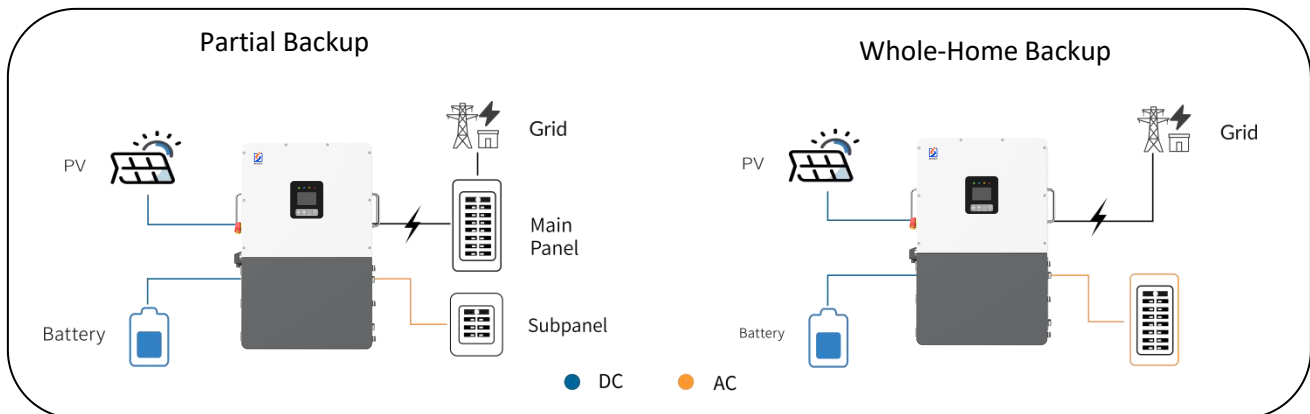 Partial Backup
PV
Grid
Main
Panel
Battery
Subpanel
Whole-Home Backup
PV
Grid
Battery
DC
AC